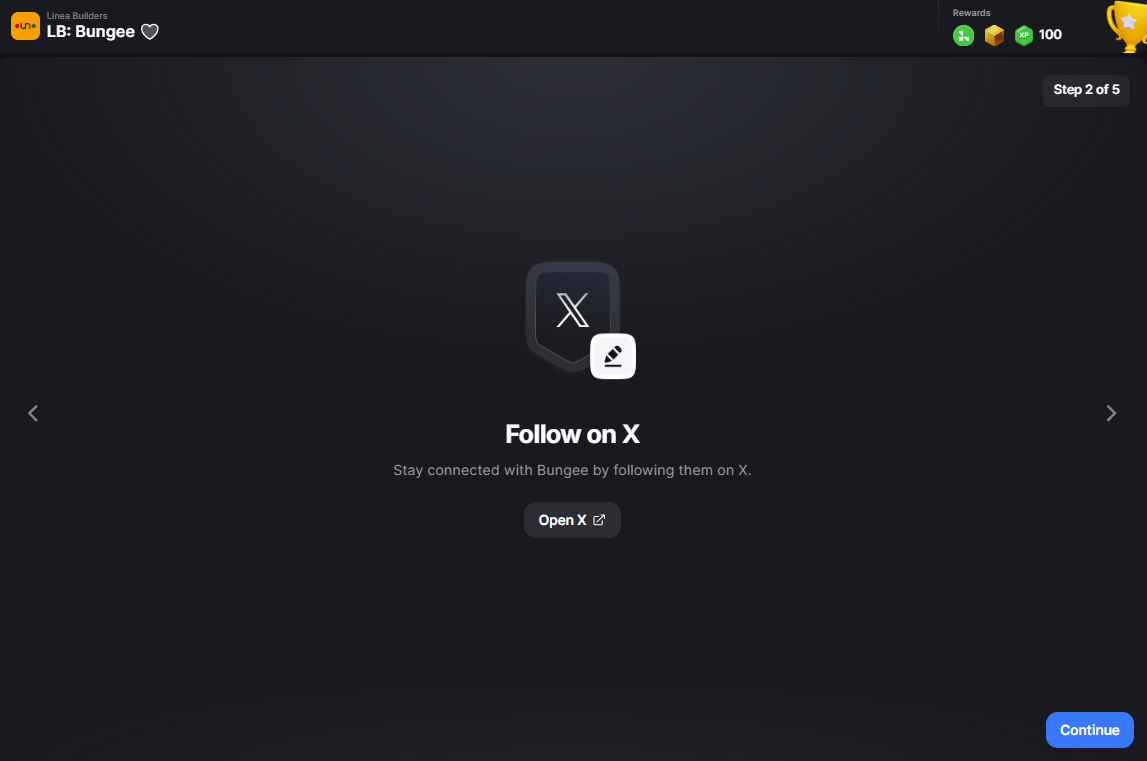 Linea Builders
LB: Bungee
Rewards
XP 100
Step 2 of 5
Follow on X
Stay connected with Bungee by following them on X.
Open X
Continue